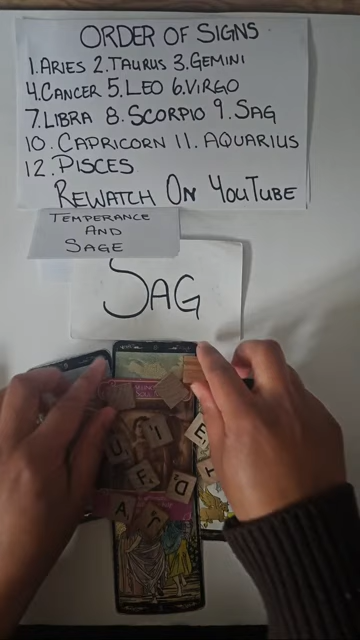 ORDER OF SIGNS
1. ARIES 2. TAURUS 3. GEMINI
4. CANCER 5. LEO 6. VIRGO
7. LIBRA 8. SCORPIO 9. SAG
10. CAPRICORN 11. AQUARIUS
12. PISCES
REWATCH ON YOUTUBE
TEMPERANCE
AND
SAGE
SAG
U I E
F D
A J